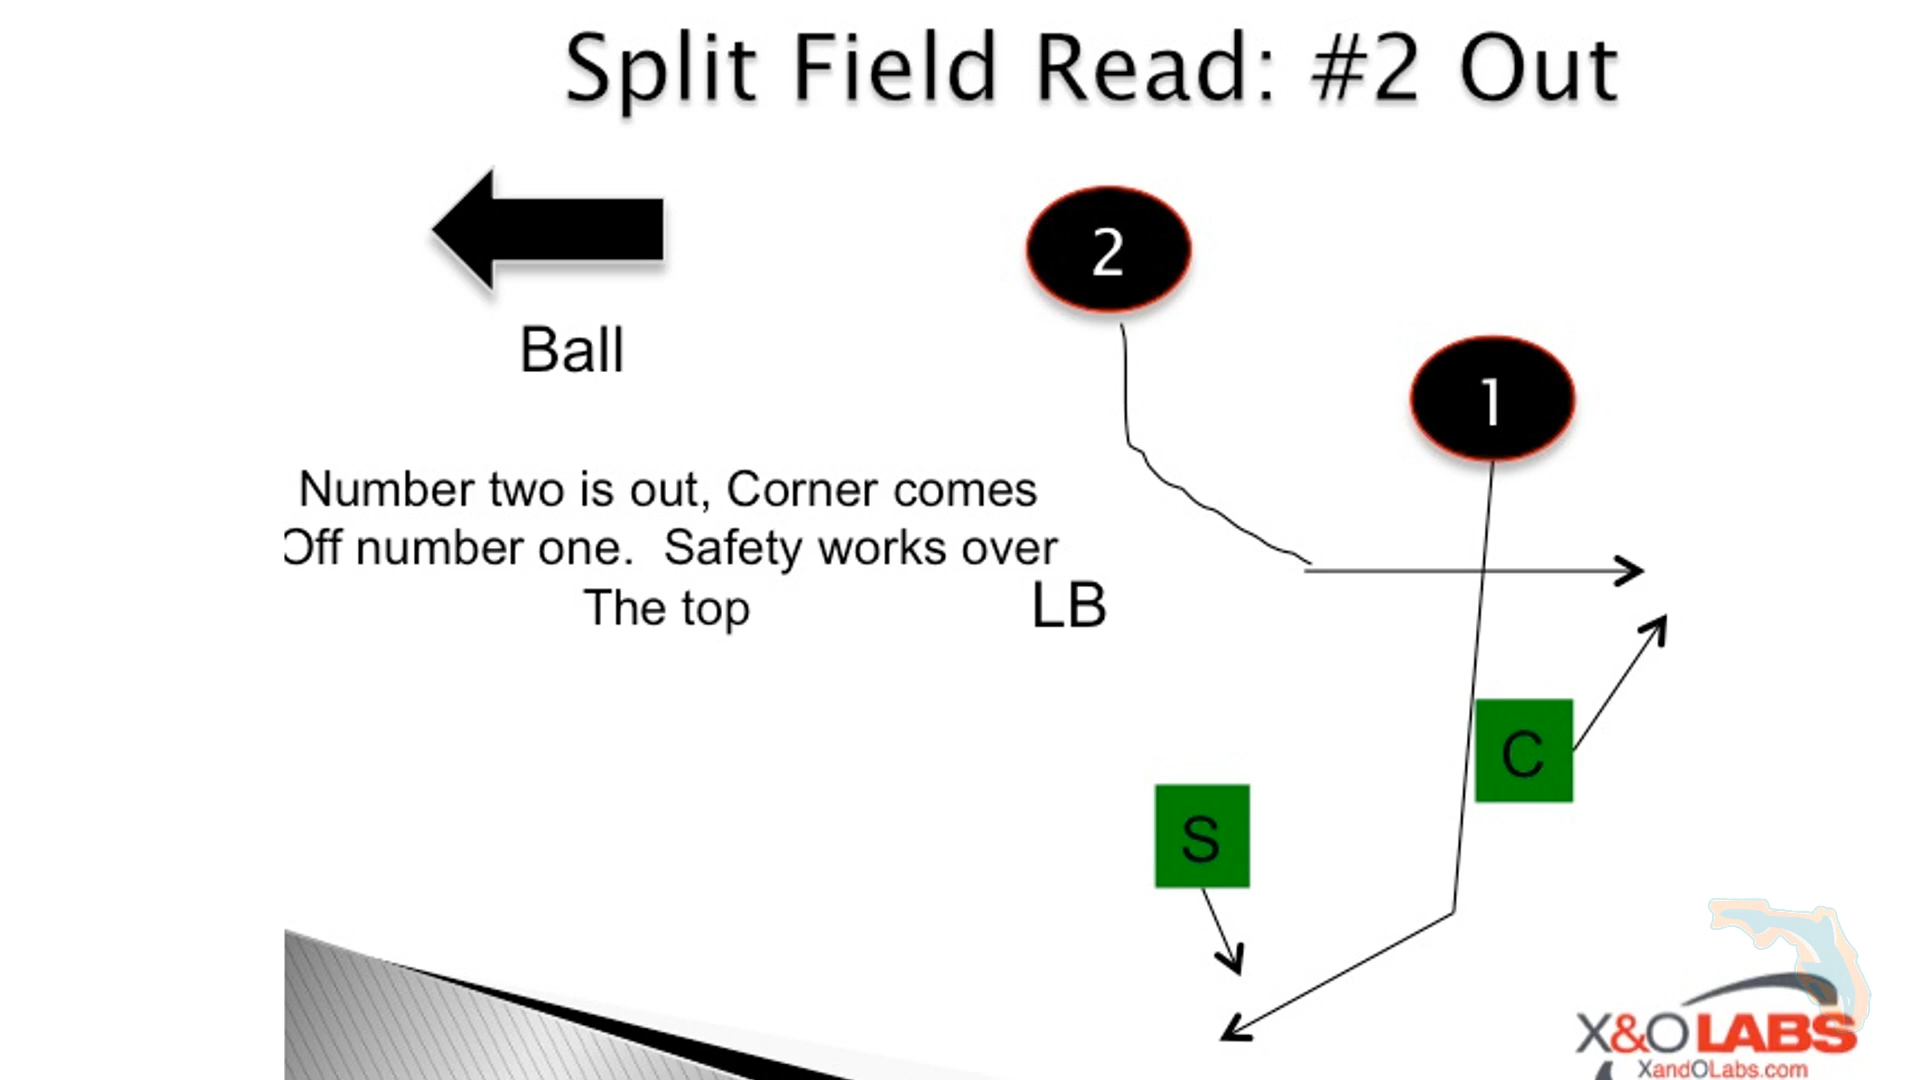 Split Field Read: #2 Out
2
Ball
1
Number two is out, Corner comes
Off number one. Safety works over
The top
LB
C
S
X&O LABS
XandOLabs.com